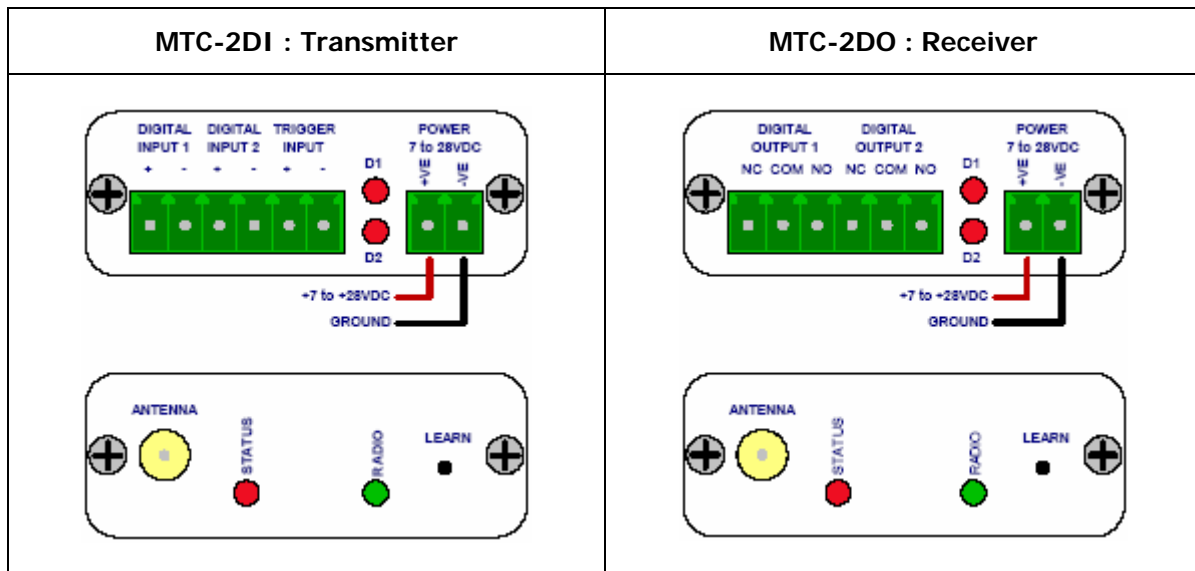 MTC-2DI : Transmitter
MTC-2DO : Receiver
DIGITAL INPUT 1
DIGITAL INPUT 2
TRIGGER INPUT
POWER
7 to 28VDC
+ - + - + -
D1
+VE
-VE
D2
+7 to +28VDC
GROUND
DIGITAL OUTPUT 1
DIGITAL OUTPUT 2
POWER
7 to 28VDC
NC COM NO NC COM NO
D1
+VE
-VE
D2
+7 to +28VDC
GROUND
ANTENNA
STATUS
RADIO
LEARN
ANTENNA
STATUS
RADIO
LEARN